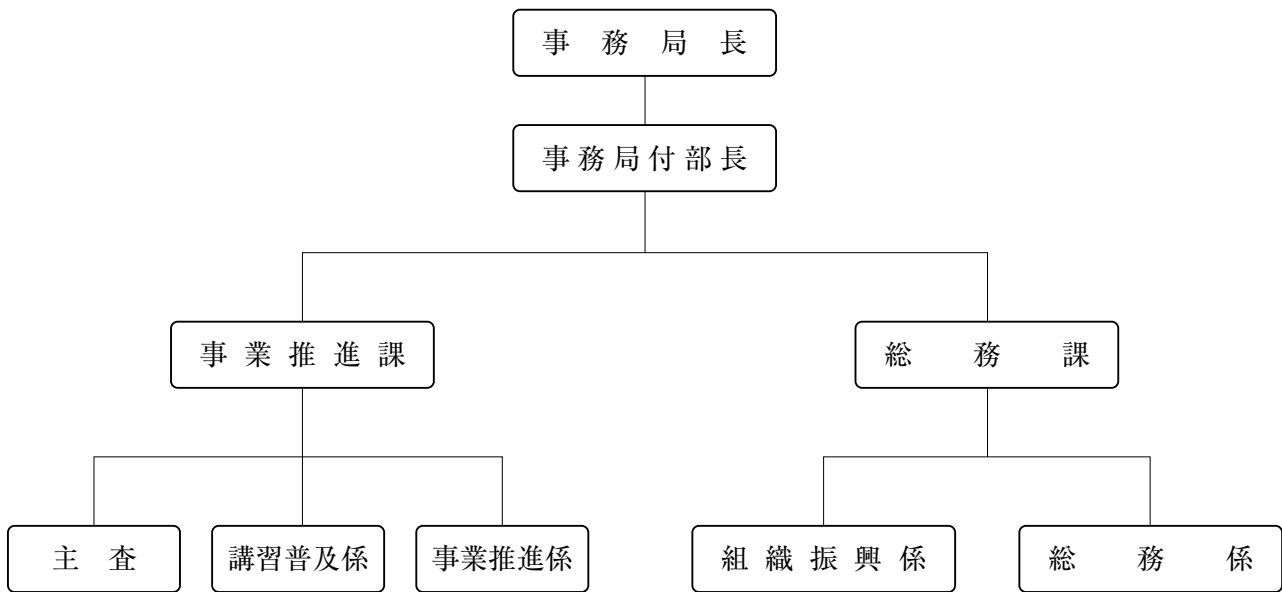 事務局長
事務局付部長
事業推進課
総務課
主査
講習普及係
事業推進係
組織振興係
総務係